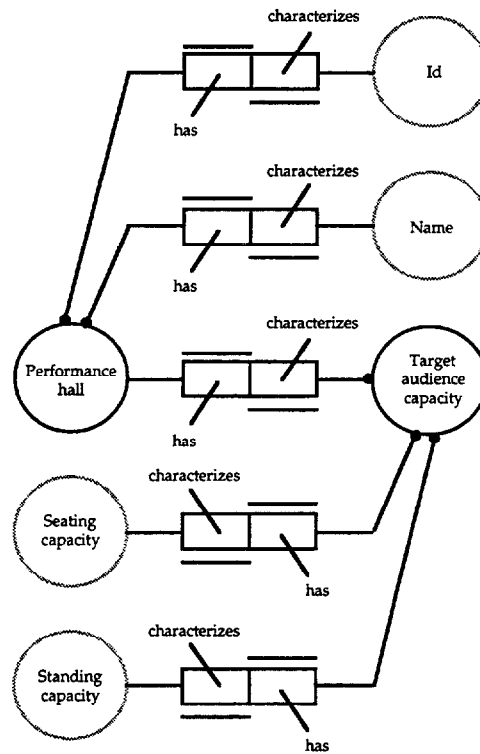 characterizes
Id
has
characterizes
Name
has
characterizes
Performance
hall
Target
audience
capacity
has
characterizes
Seating
capacity
has
characterizes
Standing
capacity
has